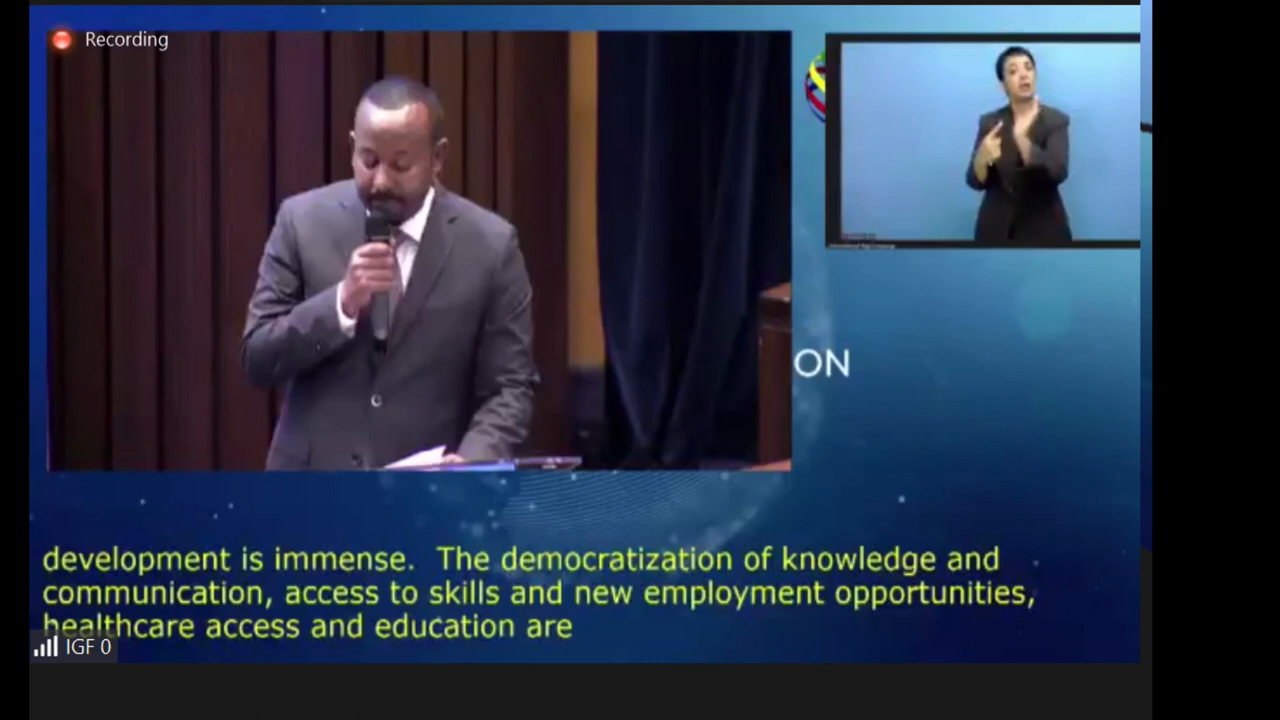 Recording
ON
development is immense.  The democratization of knowledge and
communication, access to skills and new employment opportunities,
healthcare access and education are
IGF 0